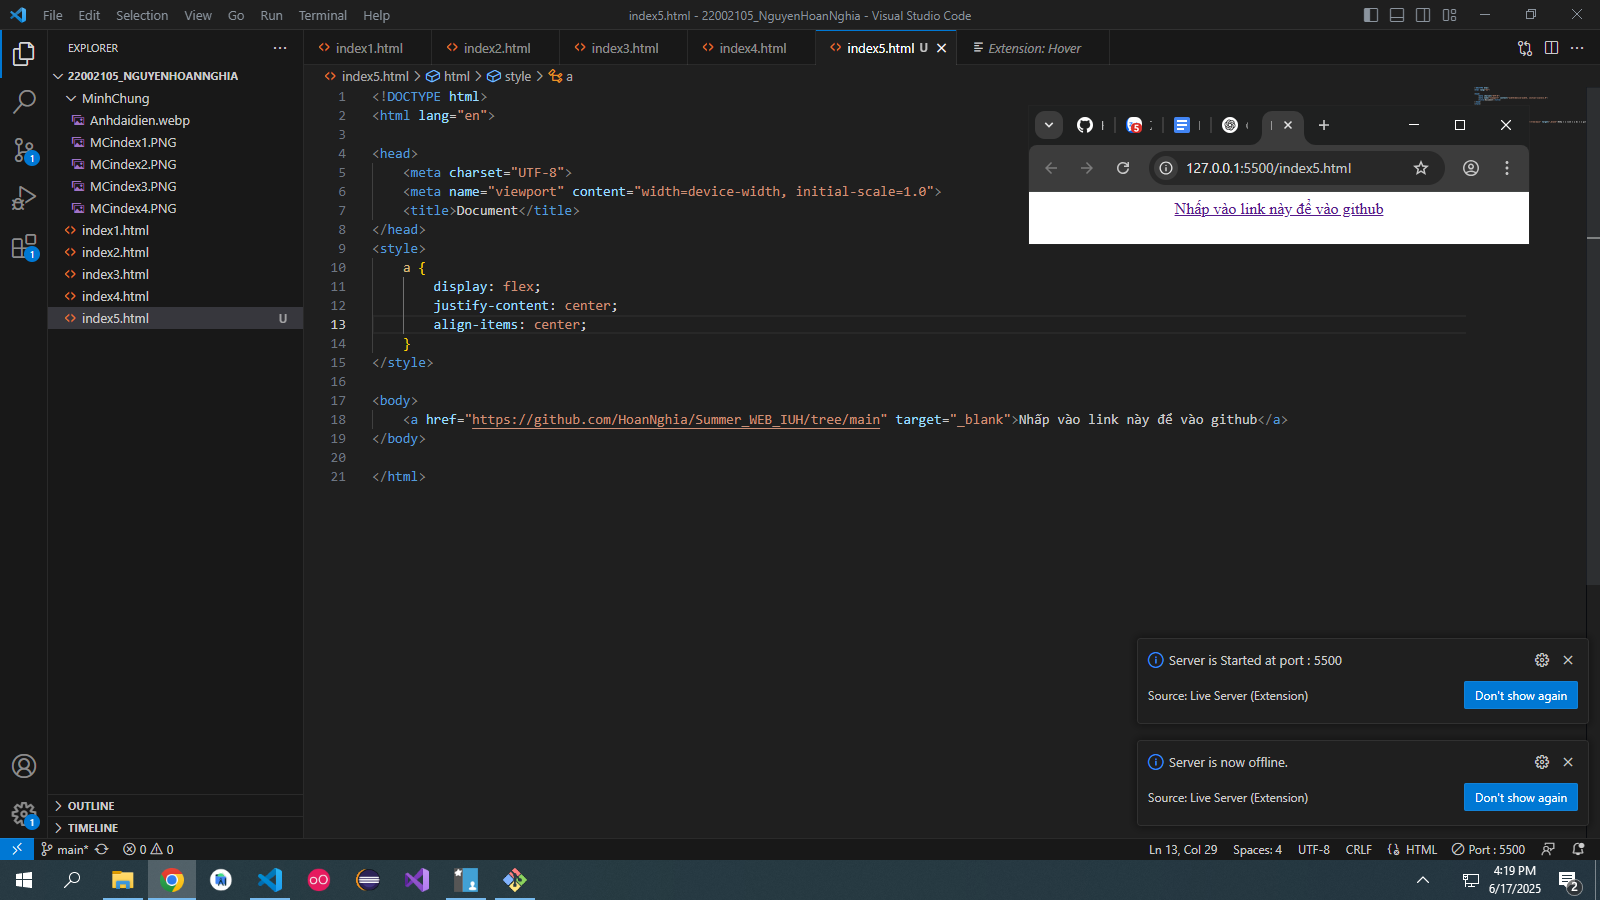 File Edit Selection View Go Run Terminal Help
index5.html - 22002105_NguyenHoanNghia - Visual Studio Code
EXPLORER
22002105_NGUYENHOANNGHIA
MinhChung
Anhdaidien.webp
MCindex1.PNG
MCindex2.PNG
MCindex3.PNG
MCindex4.PNG
index1.html
index2.html
index3.html
index4.html
index5.html U
OUTLINE
TIMELINE
index1.html index2.html index3.html index4.html index5.html U Extension: Hover
index5.html > html > style > a
1 <!DOCTYPE html>
2 <html lang="en">
3
4 <head>
5 <meta charset="UTF-8">
6 <meta name="viewport" content="width=device-width, initial-scale=1.0">
7 <title>Document</title>
8 </head>
9 <style>
10 a {
11 display: flex;
12 justify-content: center;
13 align-items: center;
14 }
15 </style>
16
17 <body>
18 <a href="https://github.com/HoanNghia/Summer_WEB_IUH/tree/main" target="_blank">Nhấp vào link này để vào github</a>
19 </body>
20
21 </html>
5
127.0.0.1:5500/index5.html
Nhấp vào link này để vào github
Server is Started at port : 5500
Source: Live Server (Extension)
Don't show again
Server is now offline.
Source: Live Server (Extension)
Don't show again
1
1
1
main* 0 0
Ln 13, Col 29 Spaces: 4 UTF-8 CRLF HTML Port : 5500
4:19 PM
6/17/2025
2